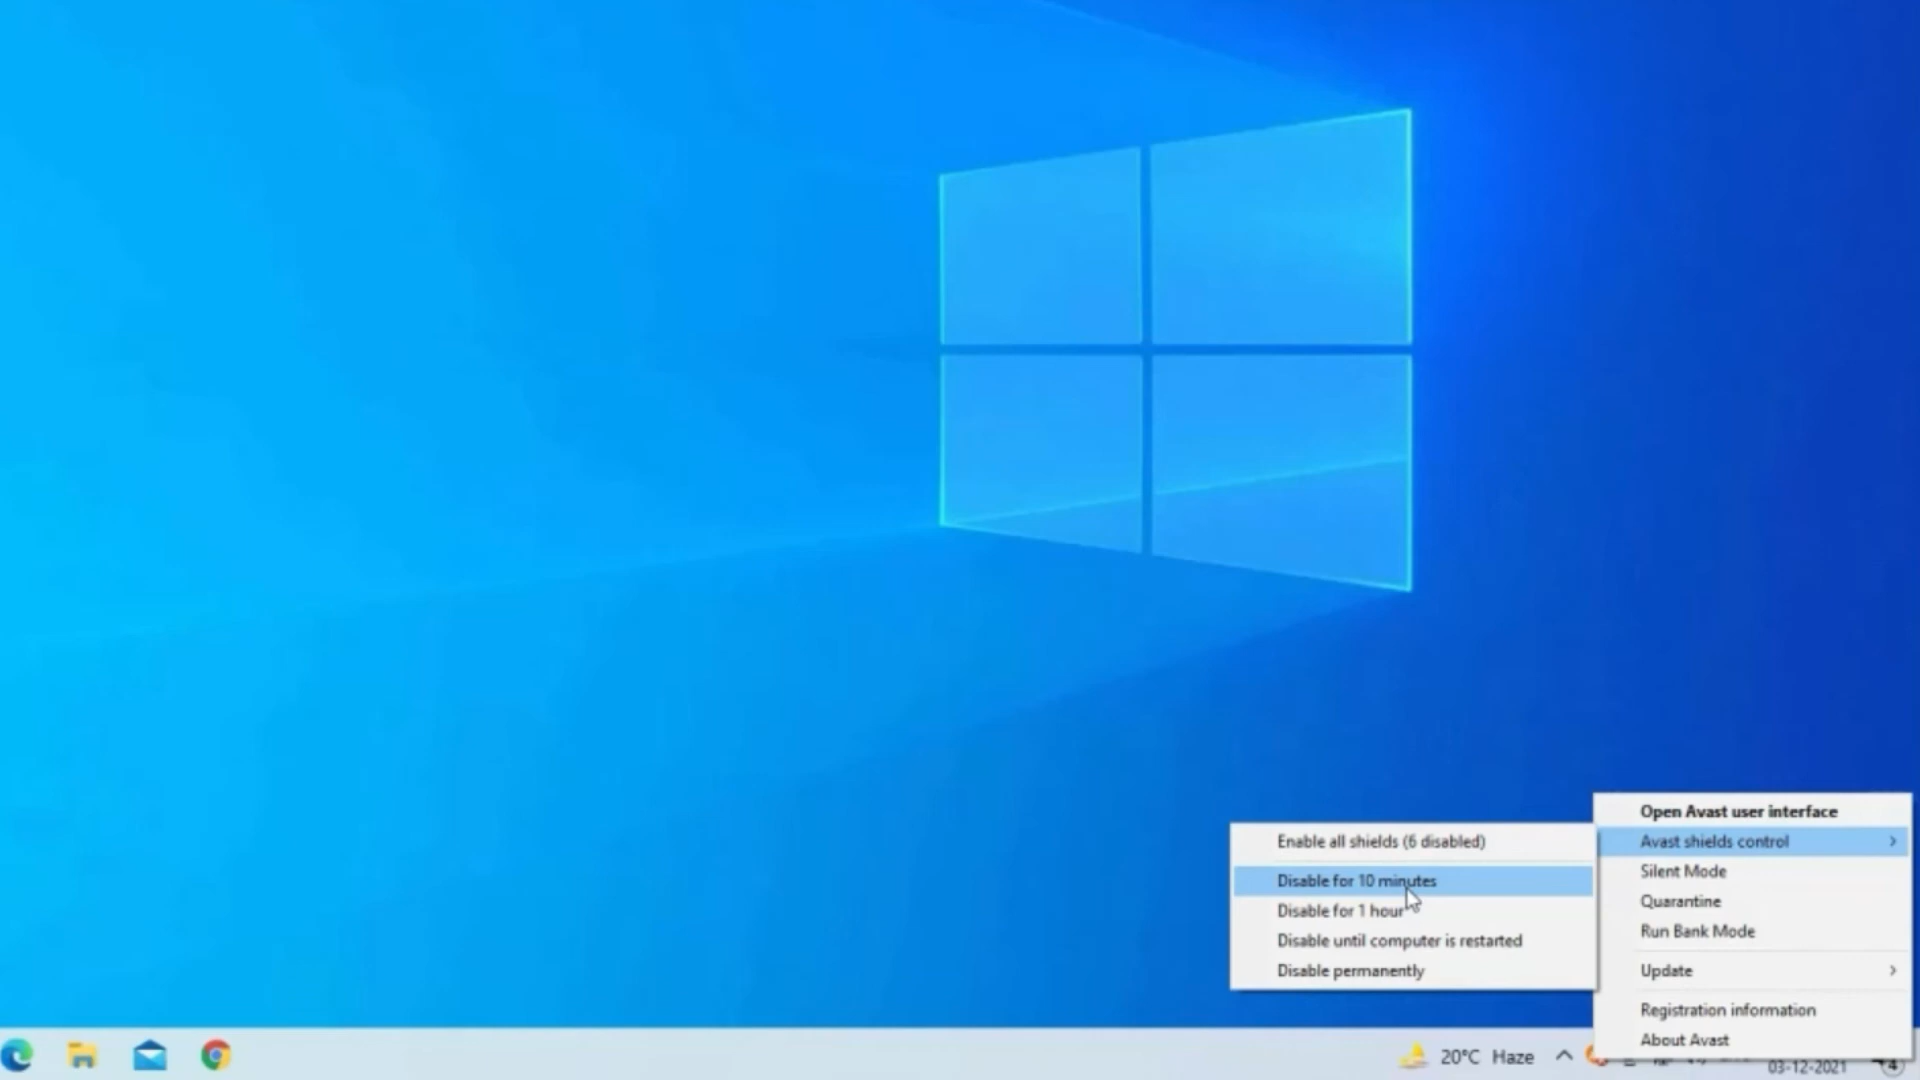 Open Avast user interface
Avast shields control
Silent Mode
Quarantine
Run Bank Mode
Update
Registration information
About Avast
Enable all shields (6 disabled)
Disable for 10 minutes
Disable for 1 hour
Disable until computer is restarted
Disable permanently
20°C Haze
03-12-2021
4